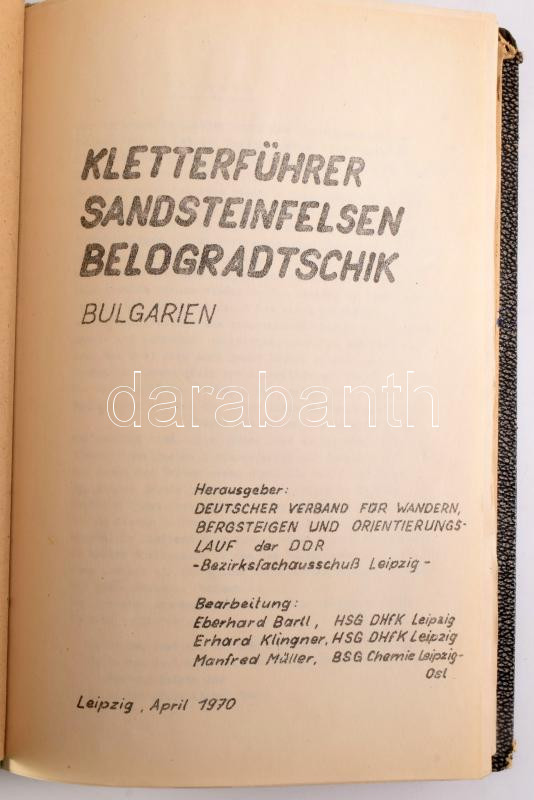 KLETTERFÜHRER
SANDSTEINFELSEN
BELOGRADTSCHIK
BULGARIEN
darabanth
Herausgeber:
DEUTSCHER VERBAND FÜR WANDERN,
BERGSTEIGEN UND ORIENTIERUNGS-
LAUF der DDR
-Bezirksfachausschuß Leipzig-
Bearbeitung:
Eberhard Bartl, HSG DHfK Leipzig
Erhard Klingner, HSG DHfK Leipzig
Manfred Müller, BSG Chemie Leipzig-
Ost
Leipzig, April 1970